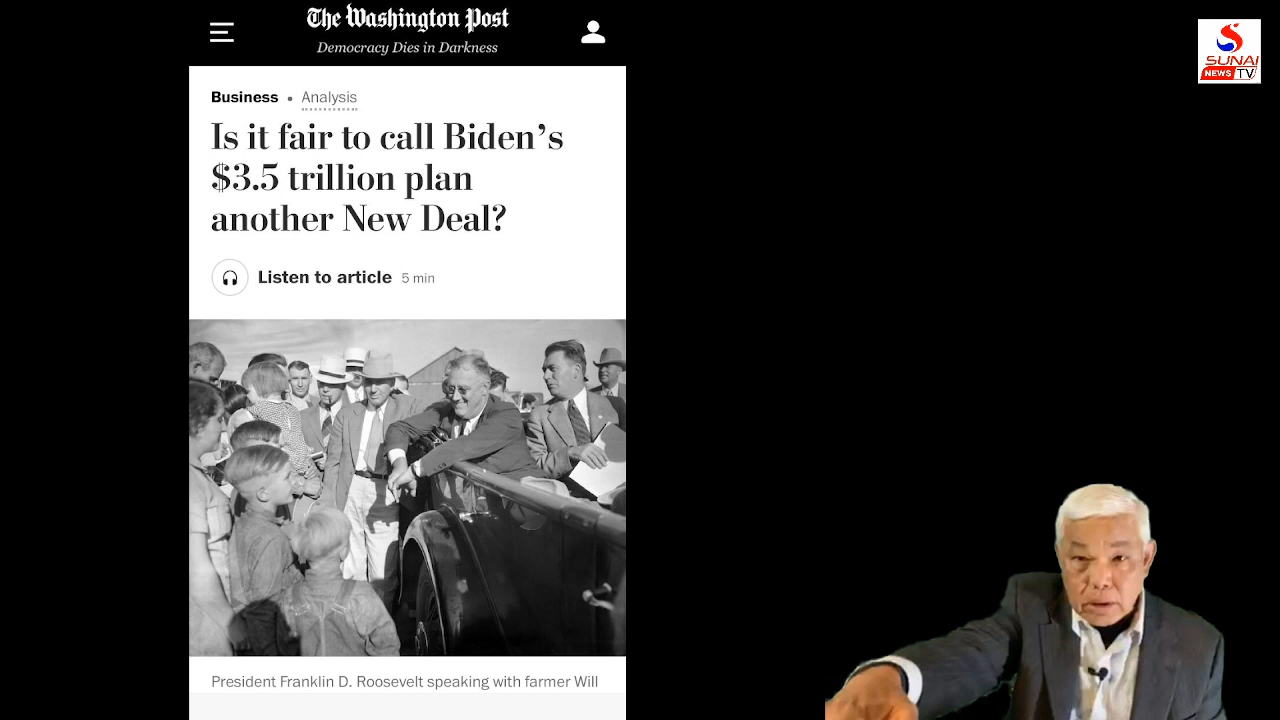 The Washington Post
Democracy Dies in Darkness
Business • Analysis
Is it fair to call Biden’s
$3.5 trillion plan
another New Deal?
Listen to article 5 min
President Franklin D. Roosevelt speaking with farmer Will
SUNAI
NEWS TV